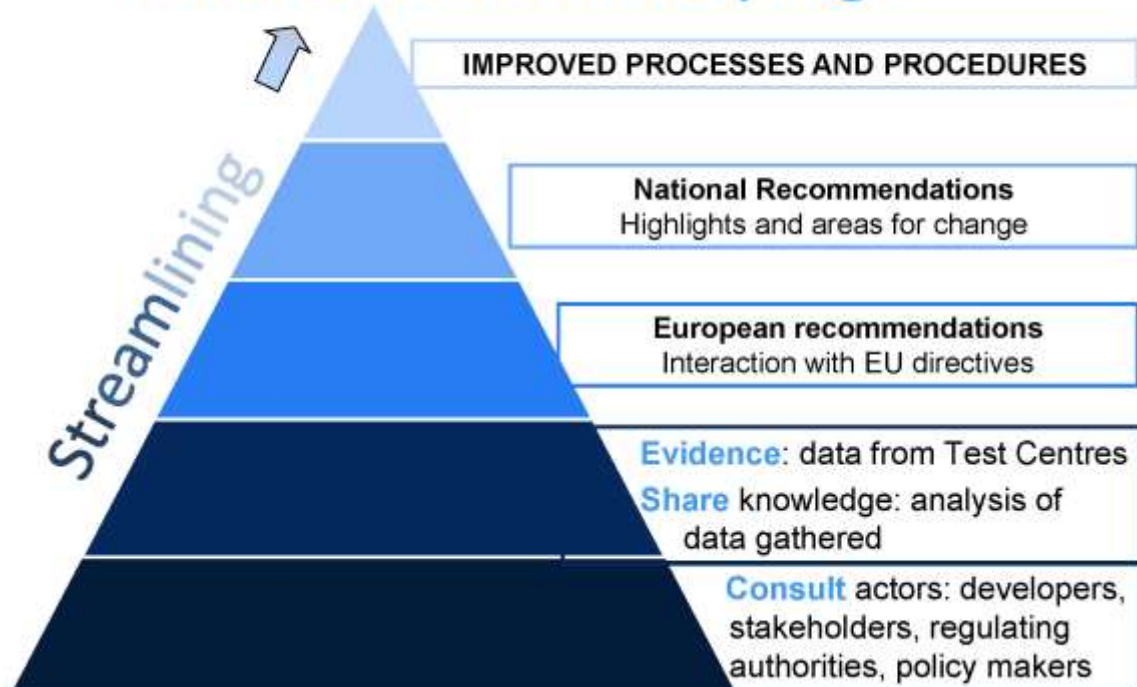 IMPROVED PROCESSES AND PROCEDURES
National Recommendations
Highlights and areas for change
European recommendations
Interaction with EU directives
Streamlining
Evidence: data from Test Centres
Share knowledge: analysis of
data gathered
Consult actors: developers,
stakeholders, regulating
authorities, policy makers